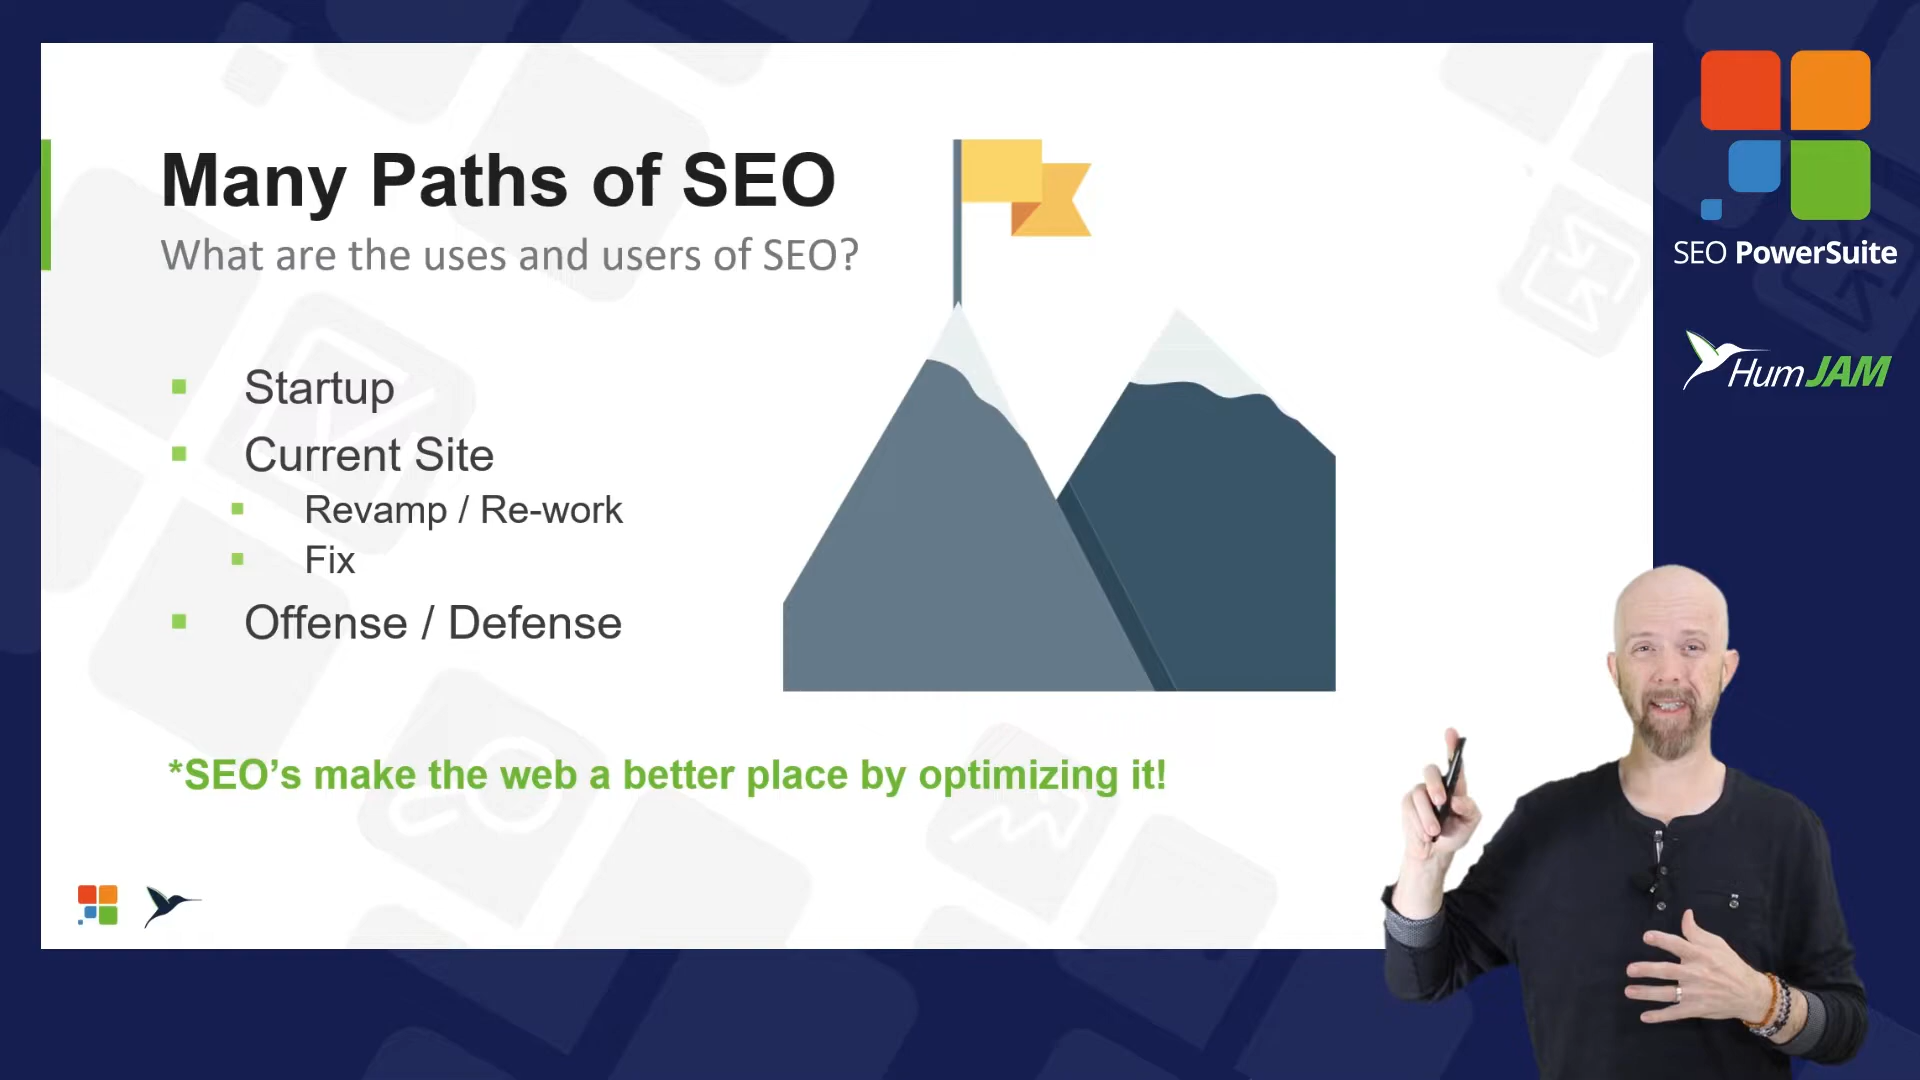 Many Paths of SEO
What are the uses and users of SEO?
Startup
Current Site
Revamp / Re-work
Fix
Offense / Defense
*SEO’s make the web a better place by optimizing it!
SEO PowerSuite
HumJAM